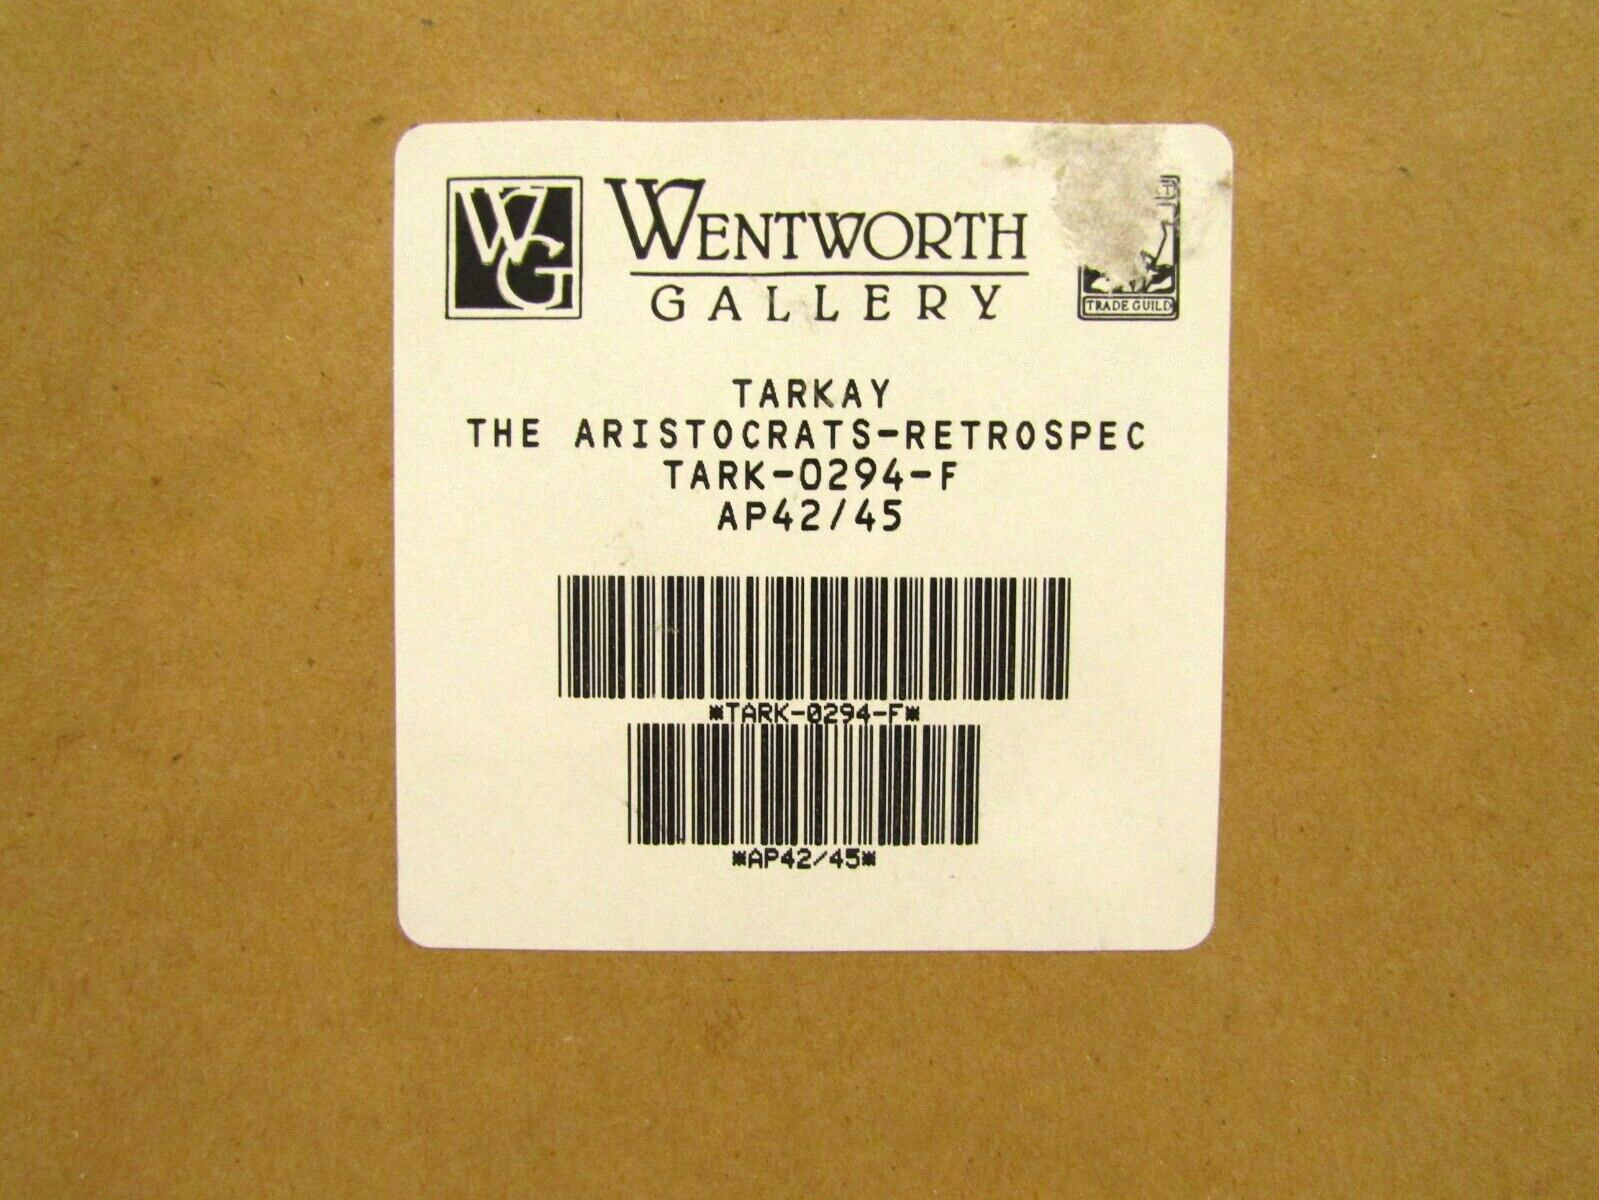 WG
WENTWORTH
GALLERY
TRADE GUILD
TARKAY
THE ARISTOCRATS-RETROSPEC
TARK-0294-F
AP42/45
*TARK-0294-F*
*AP42/45*